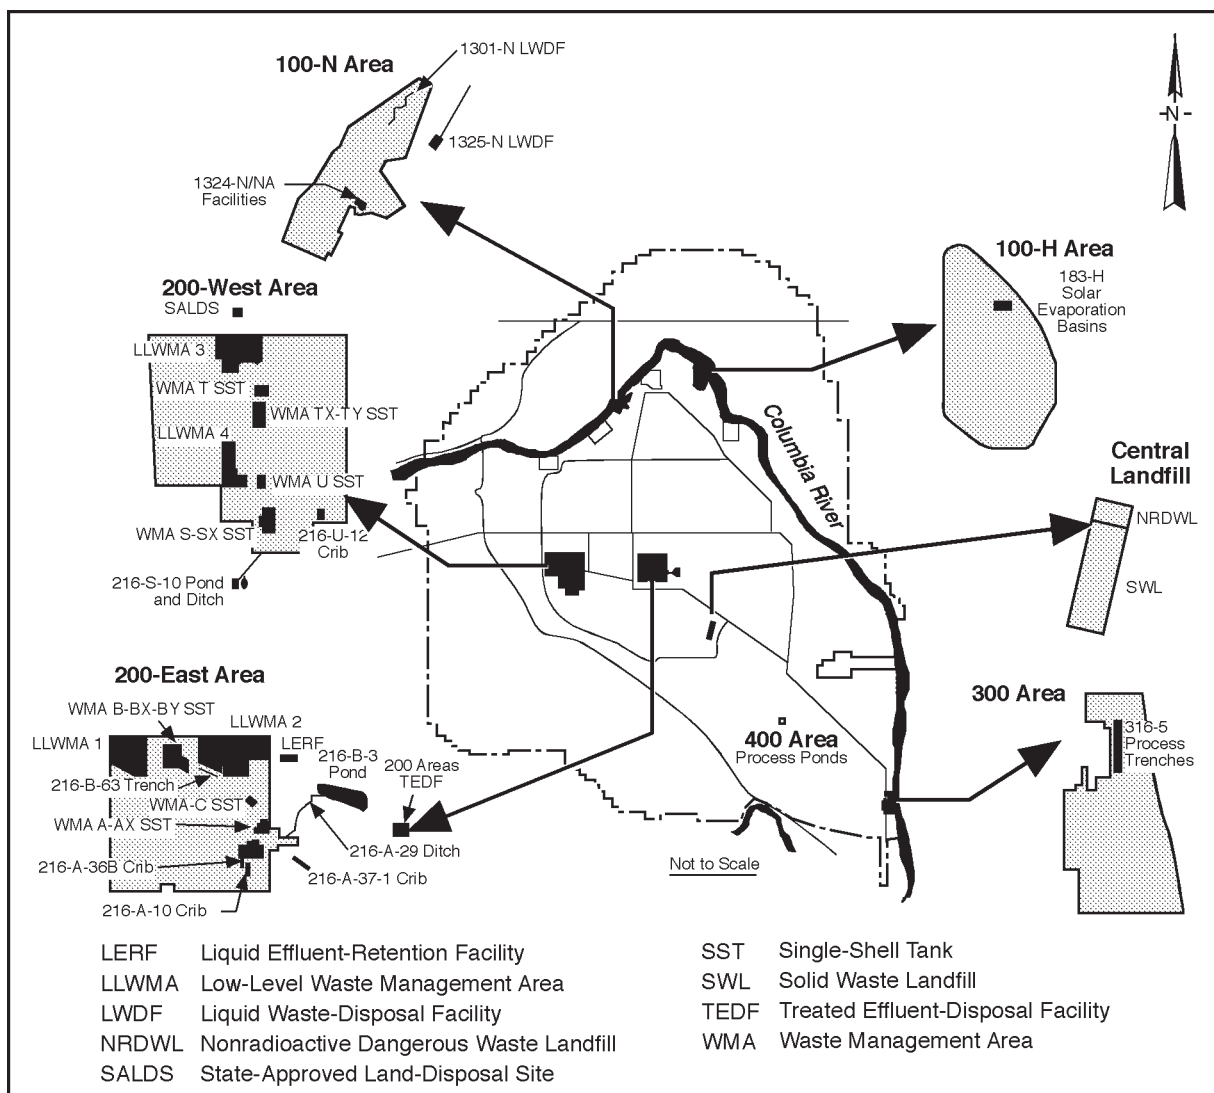 100-N Area
1301-N LWDF
1325-N LWDF
1324-N/NA
Facilities
N
100-H Area
183-H
Solar
Evaporation
Basins
200-West Area
SALDS
LLWMA 3
WMA T SST
WMA TX-TY SST
LLWMA 4
WMA U SST
WMA S-SX SST
216-U-12
Crib
216-S-10 Pond
and Ditch
Columbia River
Central
Landfill
NRDWL
SWL
200-East Area
WMA B-BX-BY SST
LLWMA 2
LLWMA 1
LERF
216-B-3
Pond
200 Areas
TEDF
216-B-63 Trench
WMA-C SST
WMA A-AX SST
216-A-29 Ditch
216-A-36B Crib
216-A-37-1 Crib
216-A-10 Crib
400 Area
Process Ponds
300 Area
316-5
Process
Trenches
Not to Scale
LERF Liquid Effluent-Retention Facility
LLWMA Low-Level Waste Management Area
LWDF Liquid Waste-Disposal Facility
NRDWL Nonradioactive Dangerous Waste Landfill
SALDS State-Approved Land-Disposal Site
SST Single-Shell Tank
SWL Solid Waste Landfill
TEDF Treated Effluent-Disposal Facility
WMA Waste Management Area